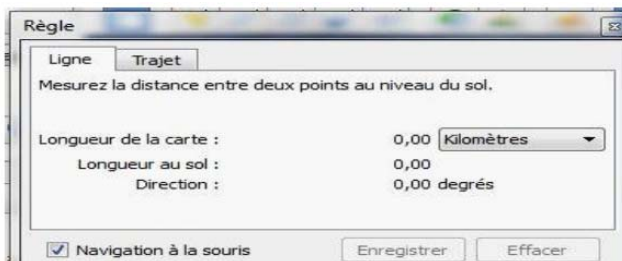 Règle
Ligne Trajet
Mesurez la distance entre deux points au niveau du sol.
Longueur de la carte : 0,00 Kilomètres
Longueur au sol : 0,00
Direction : 0,00 degrés
Navigation à la souris Enregistrer Effacer